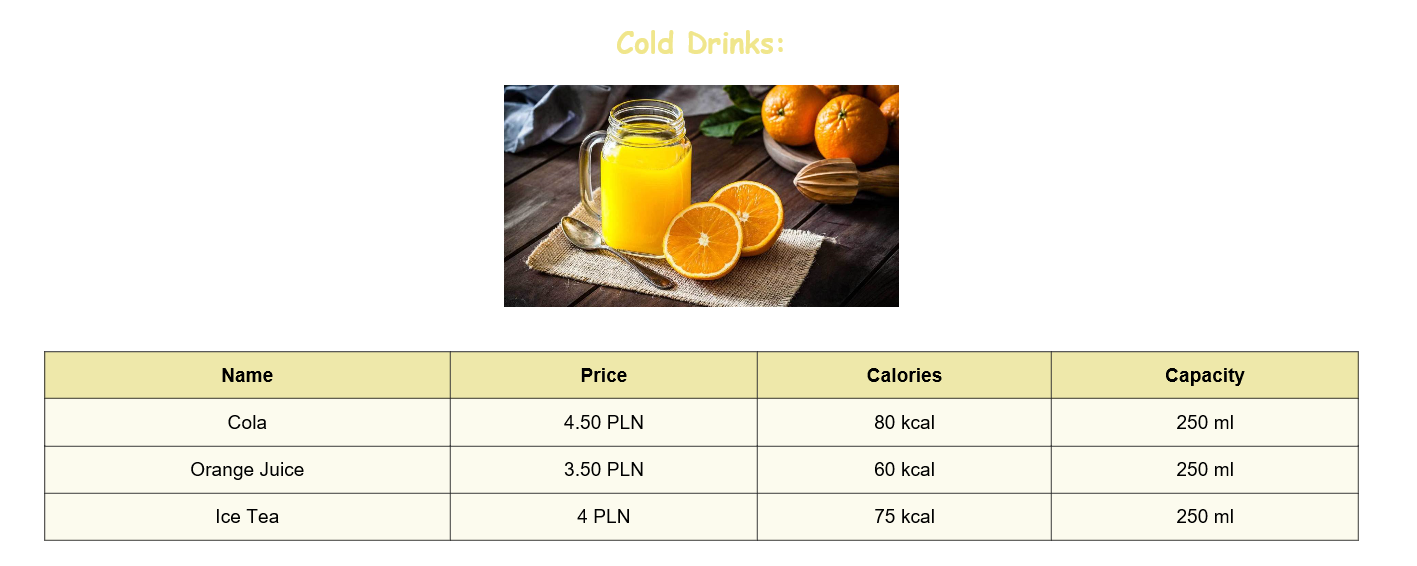 Cold Drinks:
Name Price Calories Capacity
Cola 4.50 PLN 80 kcal 250 ml
Orange Juice 3.50 PLN 60 kcal 250 ml
Ice Tea 4 PLN 75 kcal 250 ml